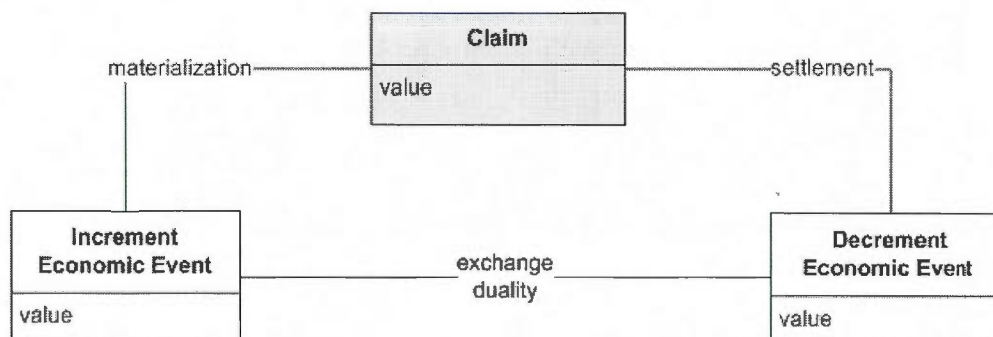 Claim
materialization
settlement
value
Increment
Economic Event
exchange
duality
Decrement
Economic Event
value
value